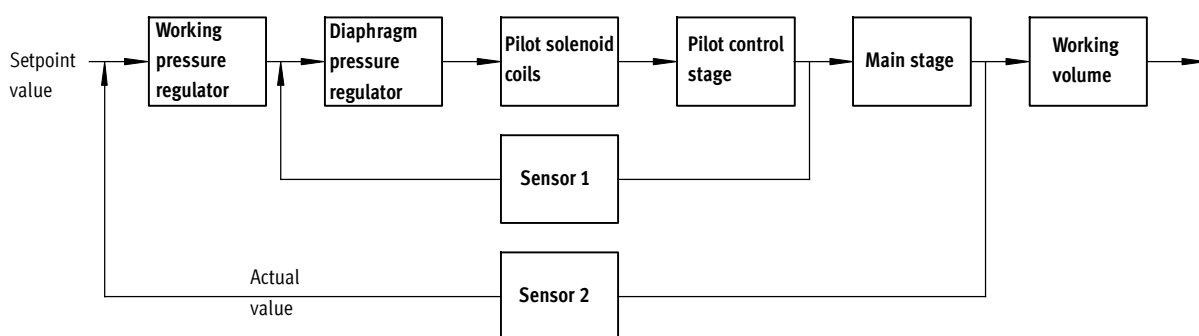 Setpoint
value
Working
pressure
regulator
Diaphragm
pressure
regulator
Pilot solenoid
coils
Pilot control
stage
Main stage
Working
volume
Sensor 1
Actual
value
Sensor 2